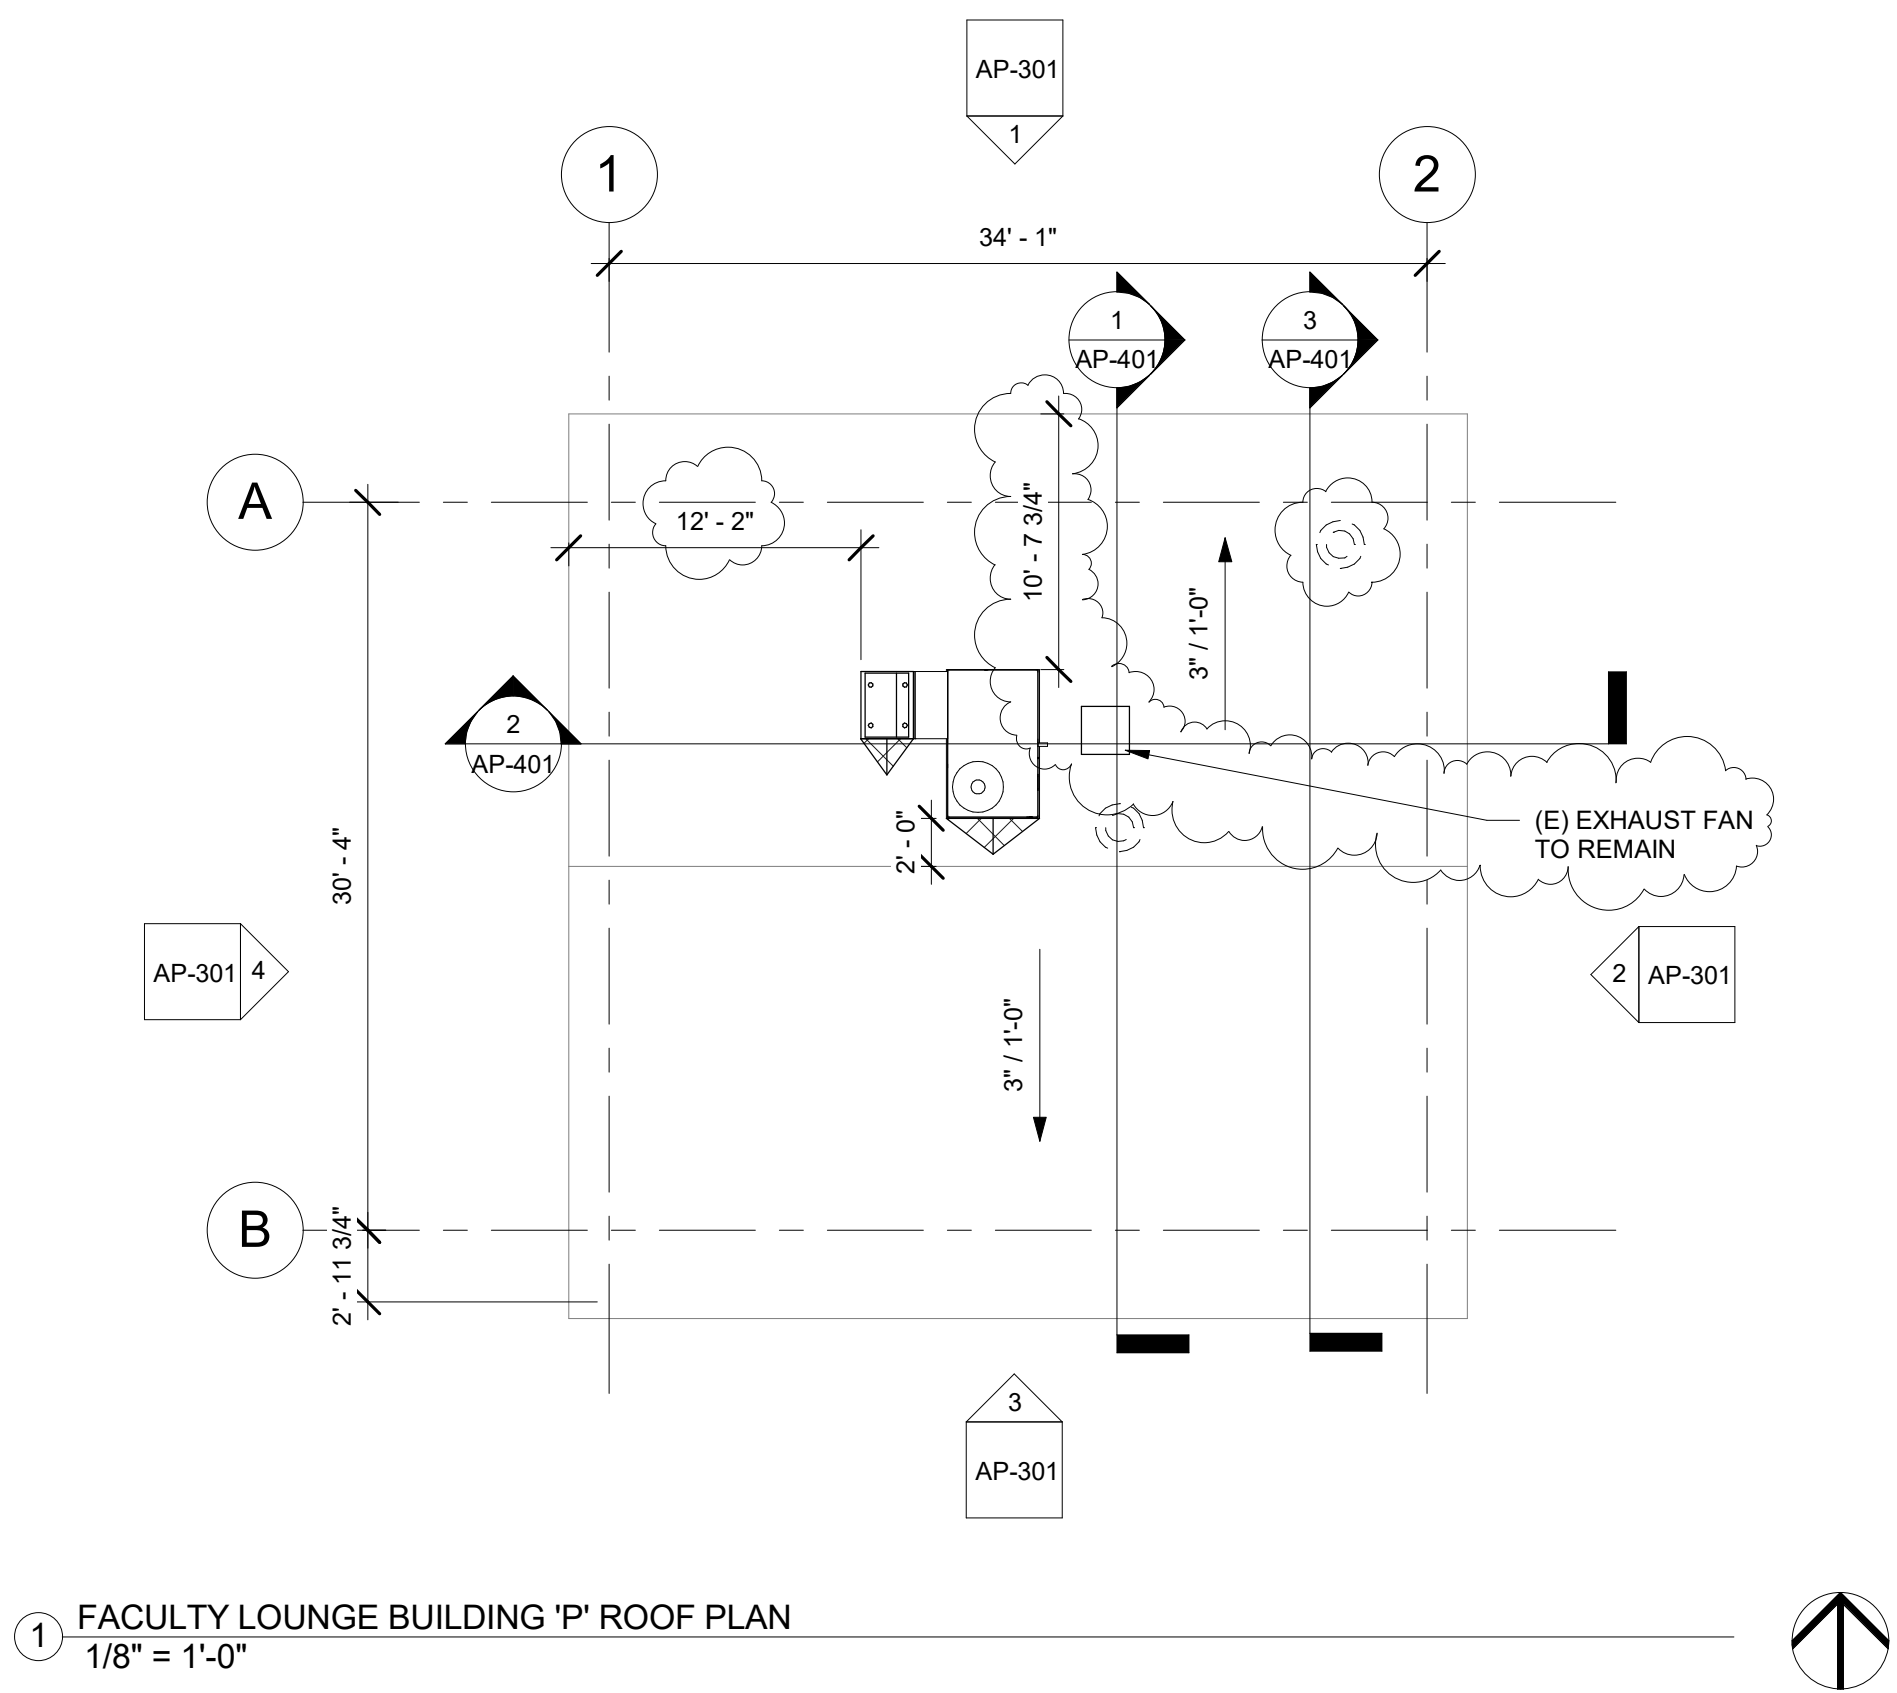 AP-301
1
1
2
34' - 1"
1
AP-401
3
AP-401
A
12' - 2"
10' - 7 3/4"
3" / 1'-0"
2
AP-401
2' - 0"
(E) EXHAUST FAN
TO REMAIN
30' - 4"
AP-301
4
2
AP-301
3" / 1'-0"
B
2' - 11 3/4"
3
AP-301
1
FACULTY LOUNGE BUILDING 'P' ROOF PLAN
1/8" = 1'-0"